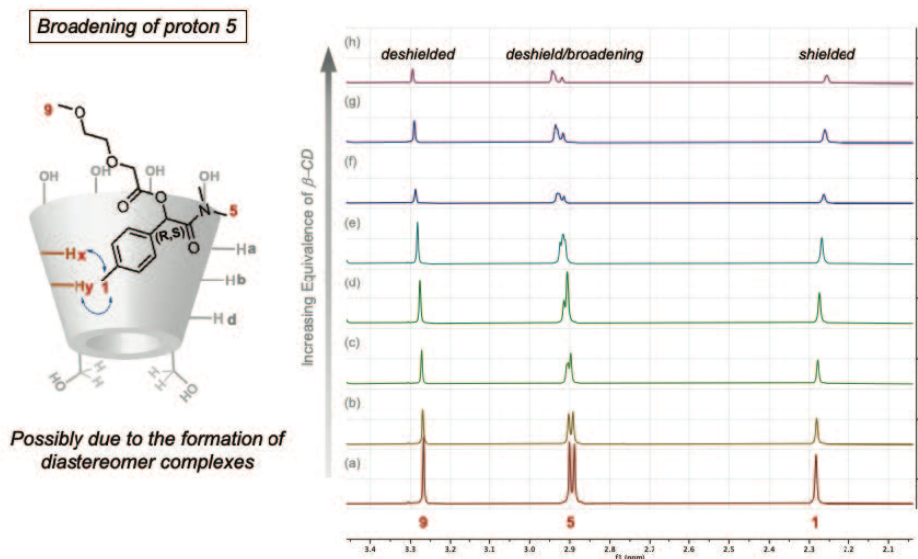 Broadening of proton 5
9
O
O
OH
OH
OH
OH
O
O
N
5
(R,S)
O
Hx
Hy
1
Ha
Hb
Hd
H
H
HO
H
H
OH
Possibly due to the formation of
diastereomer complexes
Increasing Equivalence of β-CD
deshielded
deshield/broadening
shielded
(h)
(g)
(f)
(e)
(d)
(c)
(b)
(a)
9
5
1
3.4 3.3 3.2 3.1 3.0 2.9 2.8 2.7 2.6 2.5 2.4 2.3 2.2 2.1
f1 (ppm)